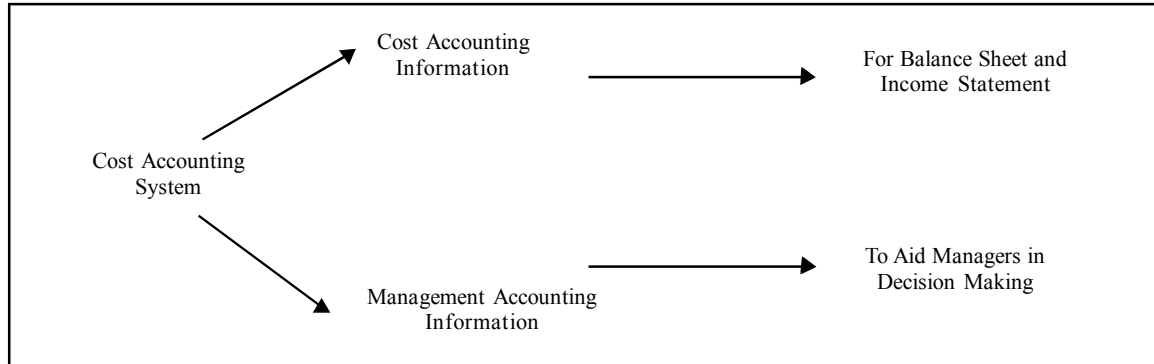 Cost Accounting
Information
For Balance Sheet and
Income Statement
Cost Accounting
System
To Aid Managers in
Decision Making
Management Accounting
Information